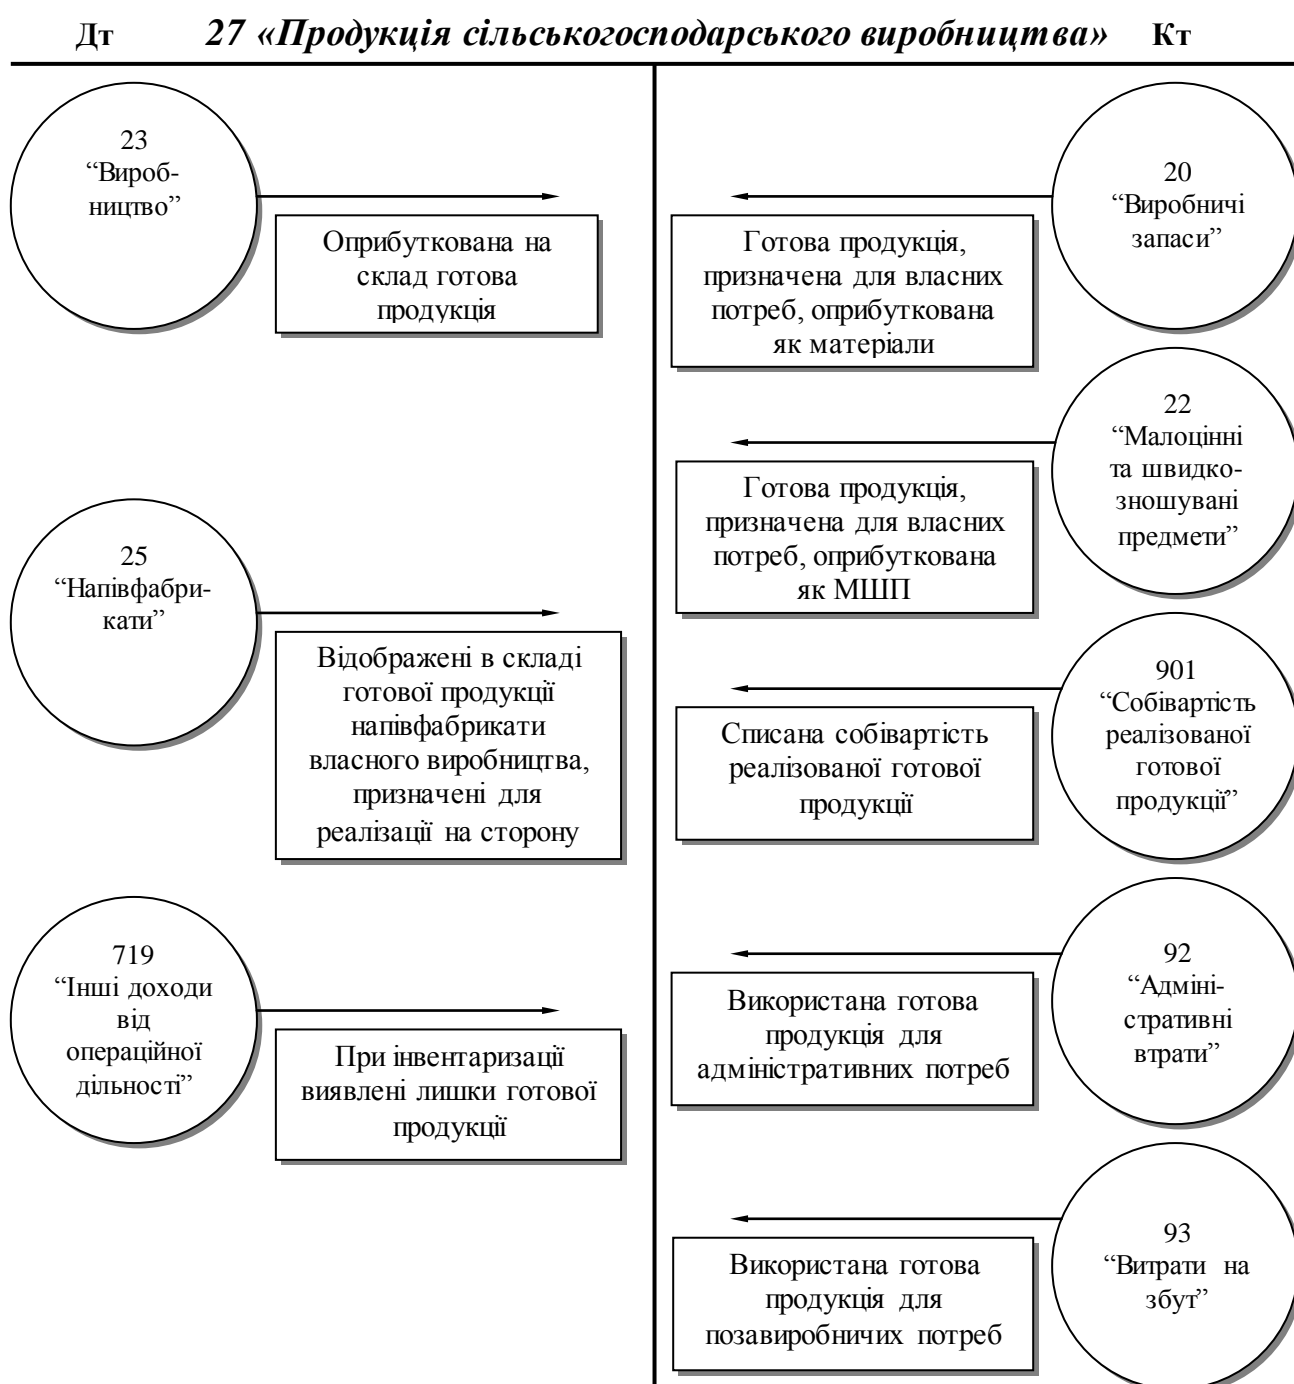 Дт 27 «Продукція сільськогосподарського виробництва» Кт
23
“Вироб-
ництво”
Оприбуткована на
склад готова
продукція
25
“Напівфабри-
кати”
Відображені в складі
готової продукції
напівфабрикати
власного виробництва,
призначені для
реалізації на сторону
719
“Інші доходи
від
операційної
дільності”
При інвентаризації
виявлені лишки готової
продукції
20
“Виробничі
запаси”
Готова продукція,
призначена для власних
потреб, оприбуткована
як матеріали
22
“Малоцінні
та швидко-
зношувані
предмети”
Готова продукція,
призначена для власних
потреб, оприбуткована
як МШП
901
“Собівартість
реалізованої
готової
продукції”
Списана собівартість
реалізованої готової
продукції
92
“Адміні-
стративні
втрати”
Використана готова
продукція для
адміністративних потреб
93
“Витрати на
збут”
Використана готова
продукція для
позавиробничих потреб